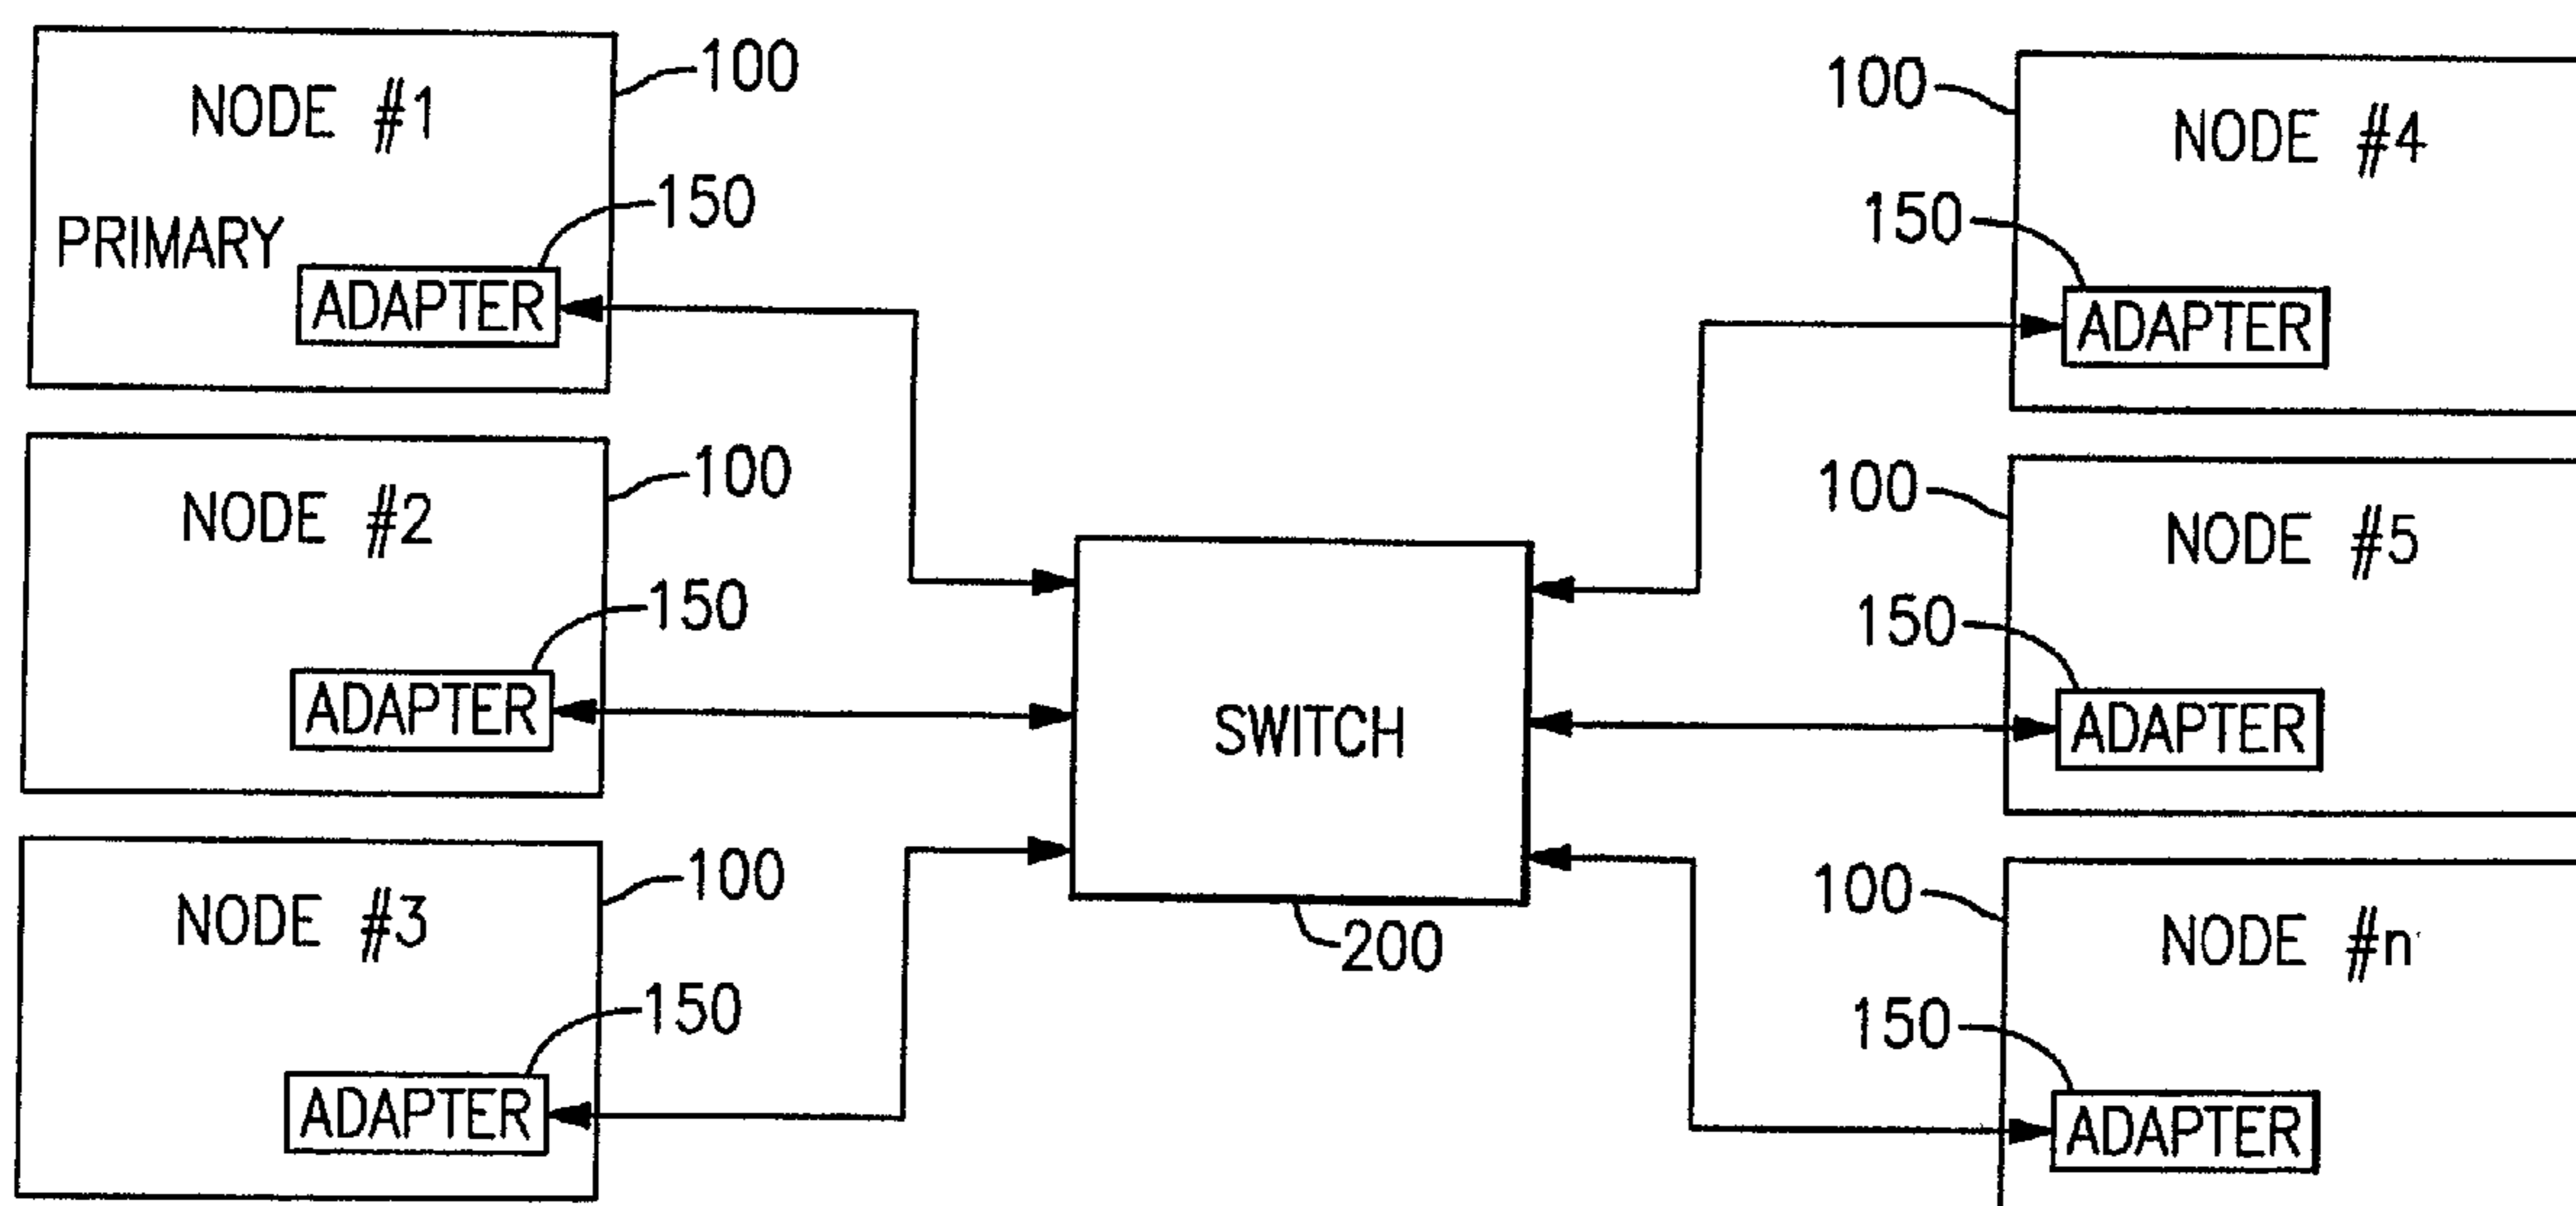 NODE #1
100
PRIMARY
150
ADAPTER
NODE #2
100
150
ADAPTER
NODE #3
100
150
ADAPTER
SWITCH
200
100
NODE #4
150
ADAPTER
100
NODE #5
150
ADAPTER
100
NODE #n
150
ADAPTER